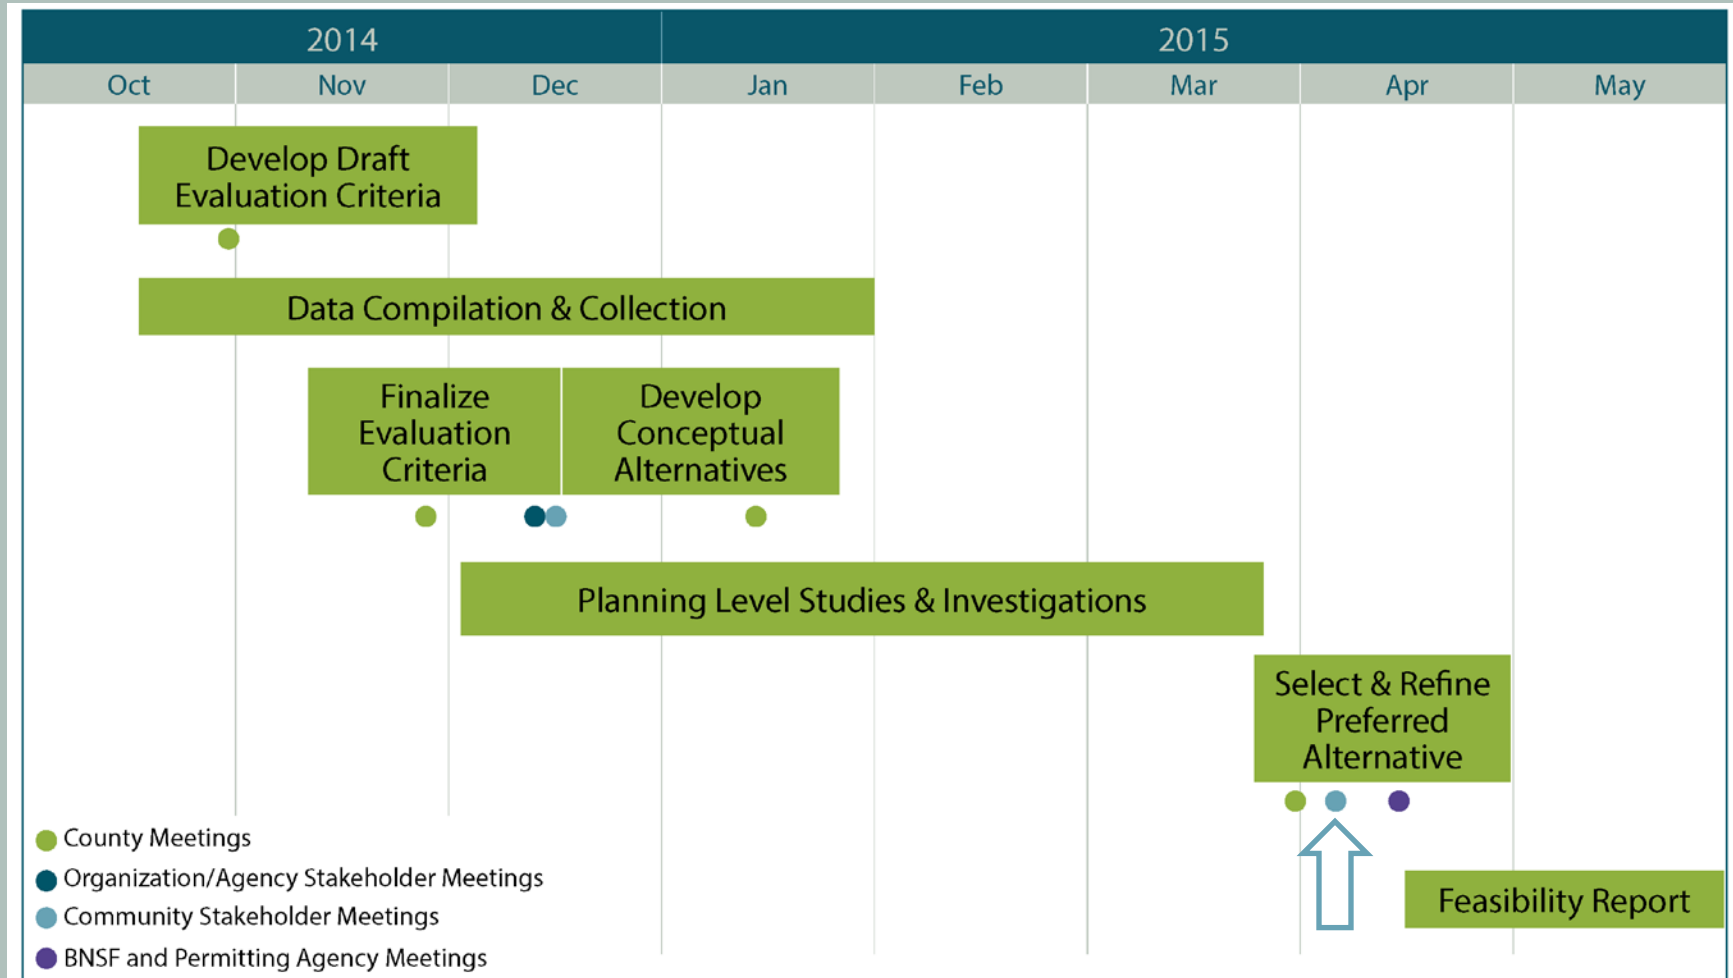 2014
2015
Oct
Nov
Dec
Jan
Feb
Mar
Apr
May
Develop Draft
Evaluation Criteria
Data Compilation & Collection
Finalize
Evaluation
Criteria
Develop
Conceptual
Alternatives
Planning Level Studies & Investigations
Select & Refine
Preferred
Alternative
Feasibility Report
County Meetings
Organization/Agency Stakeholder Meetings
Community Stakeholder Meetings
BNSF and Permitting Agency Meetings